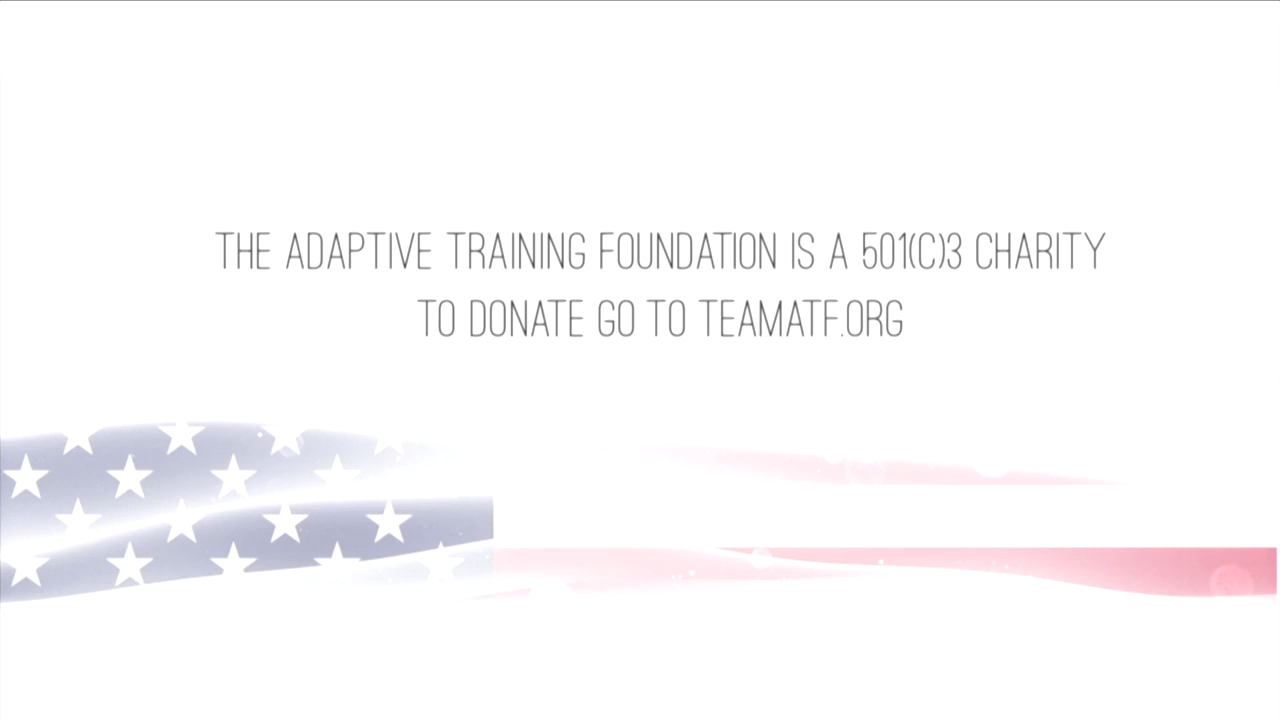 THE ADAPTIVE TRAINING FOUNDATION IS A 501(C)3 CHARITY
TO DONATE GO TO TEAMATF.ORG